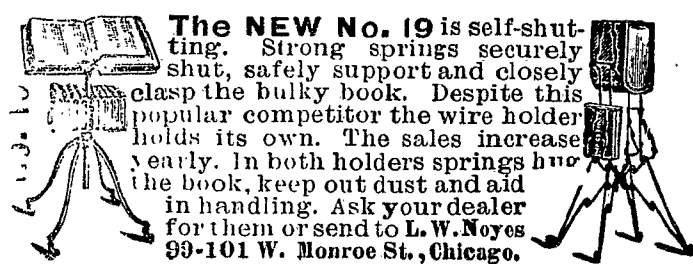 The NEW No. 19 is self-shut-
ting. Strong springs securely
shut, safely support and closely
clasp the bulky book. Despite this
popular competitor the wire holder
holds its own. The sales increase
yearly. In both holders springs hug
the book, keep out dust and aid
in handling. Ask your dealer
for them or send to L. W. Noyes
99-101 W. Monroe St., Chicago.